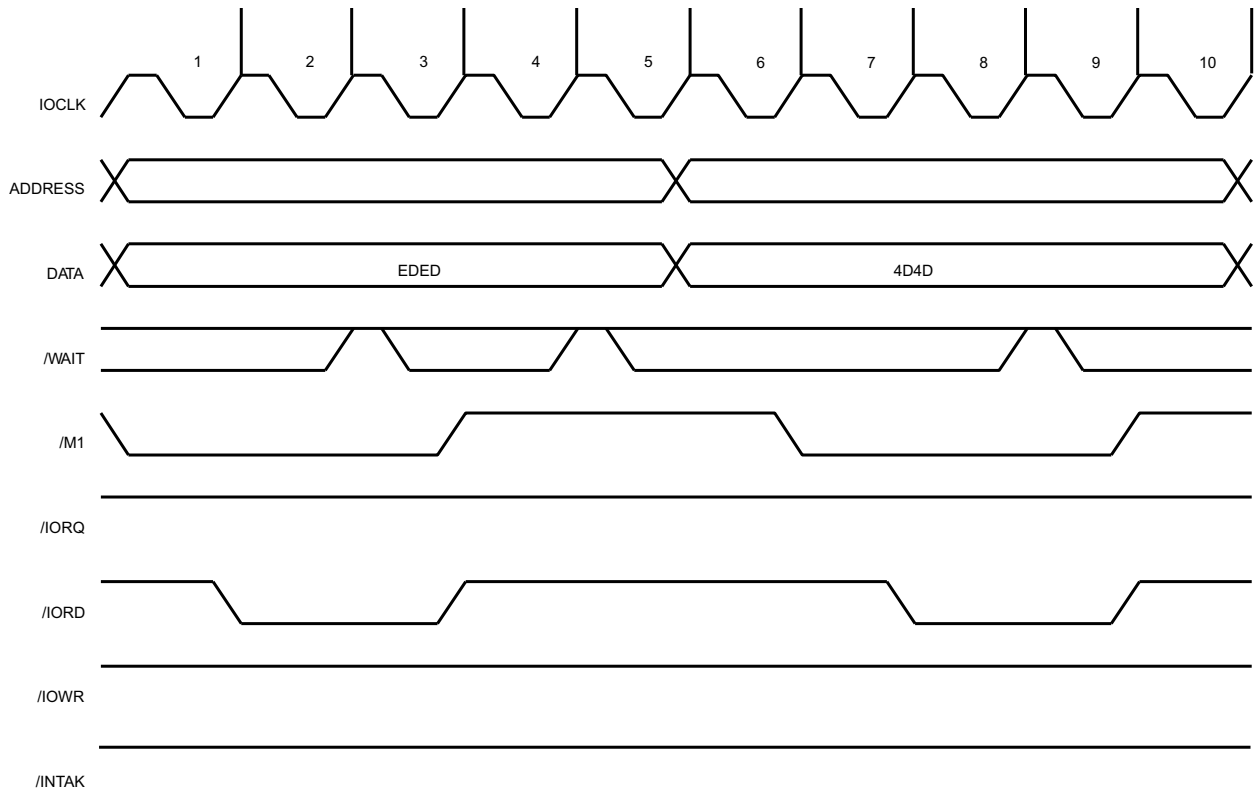 1 2 3 4 5 6 7 8 9 10
IOCLK
ADDRESS
DATA EDED 4D4D
/WAIT
/M1
/IORQ
/IORD
/IOWR
/INTAK